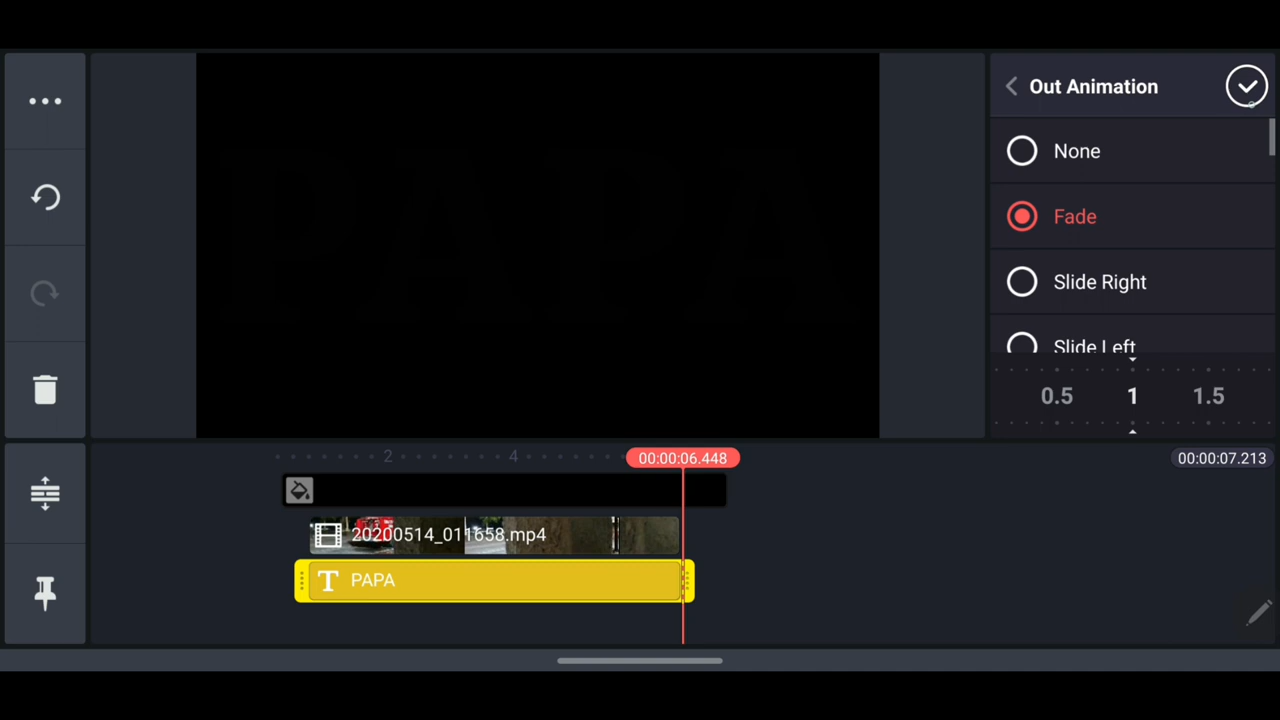 Out Animation
None
Fade
Slide Right
Slide Left
0.5 1 1.5
PAPA
2 4 00:00:06.448 00:00:07.213
20200514_011658.mp4
T PAPA